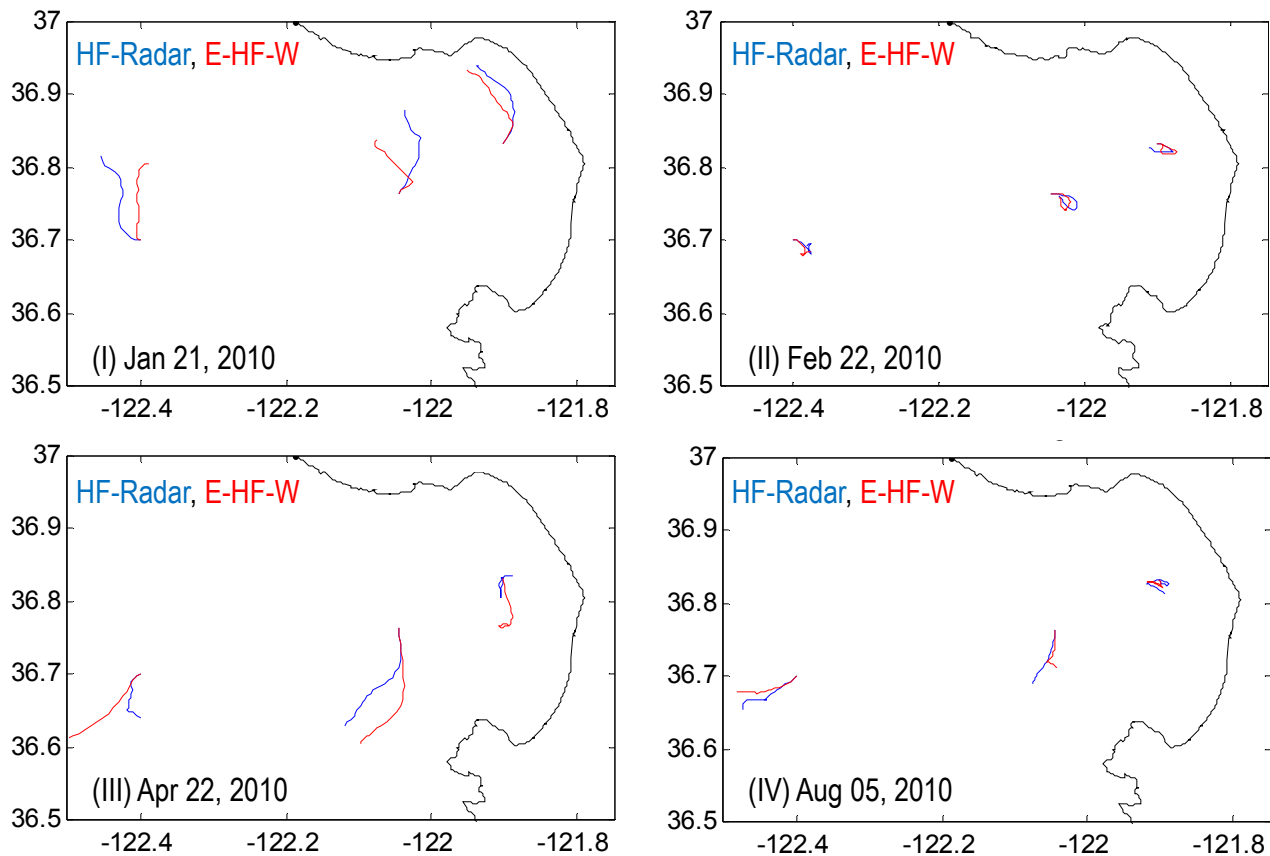 37
HF-Radar, E-HF-W
36.9
36.8
36.7
36.6
(I) Jan 21, 2010
36.5
-122.4 -122.2 -122 -121.8
37
HF-Radar, E-HF-W
36.9
36.8
36.7
36.6
(II) Feb 22, 2010
36.5
-122.4 -122.2 -122 -121.8
37
HF-Radar, E-HF-W
36.9
36.8
36.7
36.6
(III) Apr 22, 2010
36.5
-122.4 -122.2 -122 -121.8
37
HF-Radar, E-HF-W
36.9
36.8
36.7
36.6
(IV) Aug 05, 2010
36.5
-122.4 -122.2 -122 -121.8